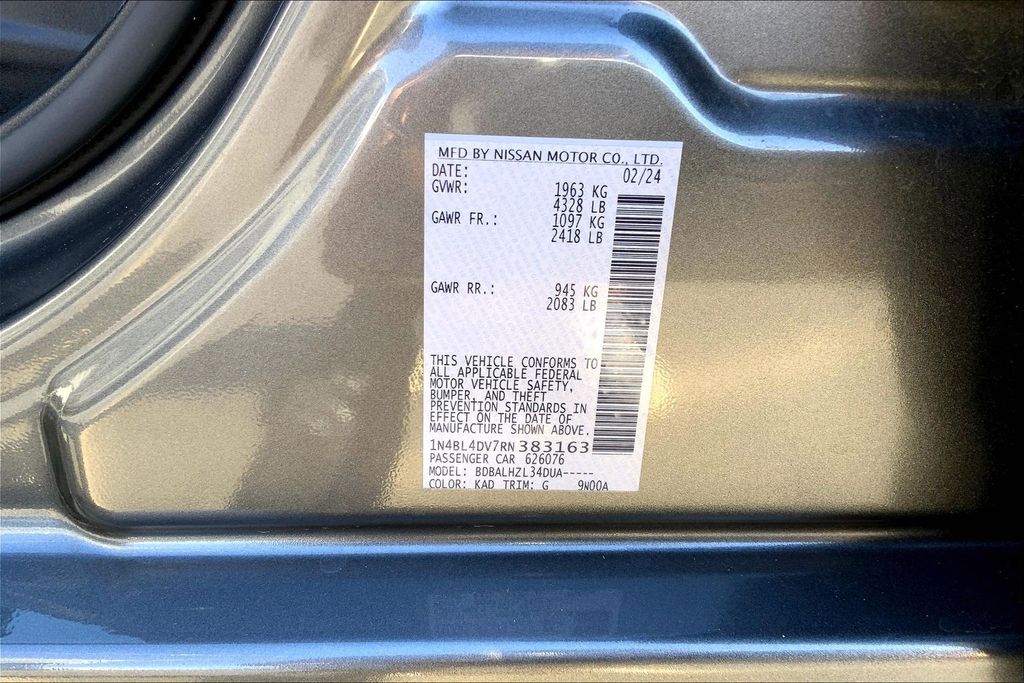 MFD BY NISSAN MOTOR CO., LTD.
DATE: 02/24
GVWR: 1963 KG
4328 LB
GAWR FR.: 1097 KG
2418 LB
GAWR RR.: 945 KG
2083 LB
THIS VEHICLE CONFORMS TO
ALL APPLICABLE FEDERAL
MOTOR VEHICLE SAFETY,
BUMPER, AND THEFT
PREVENTION STANDARDS IN
EFFECT ON THE DATE OF
MANUFACTURE SHOWN ABOVE.
1N4BL4DV7RN383163
PASSENGER CAR 626076
MODEL: BDBALHZL34DUA-----
COLOR: KAD TRIM: G 9N00A